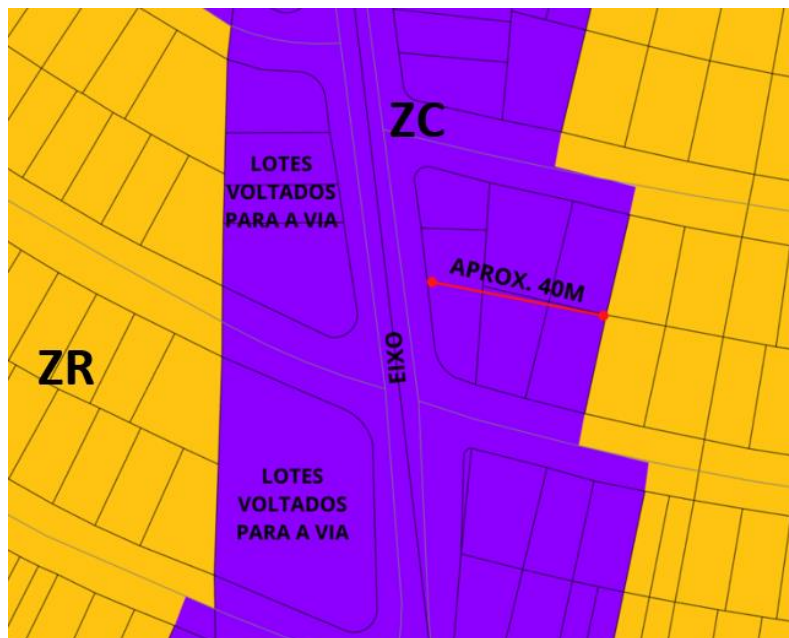 ZC
LOTES
VOLTADOS
PARA A VIA
APROX. 40M
EIXO
ZR
LOTES
VOLTADOS
PARA A VIA